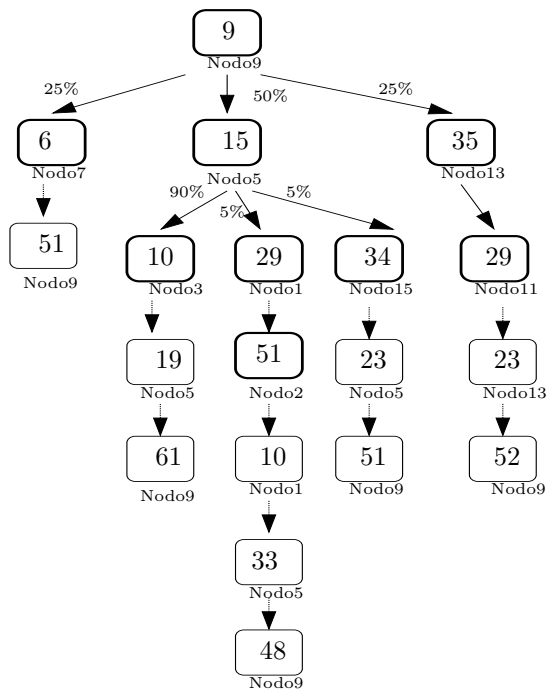 9
Nodo9
25% 50% 25%
6 15 35
Nodo7 Nodo5 Nodo13
90% 5% 5%
51 10 29 34 29
Nodo9 Nodo3 Nodo1 Nodo15 Nodo11
19 51 23 23
Nodo5 Nodo2 Nodo5 Nodo13
61 10 51 52
Nodo9 Nodo1 Nodo9 Nodo9
33
Nodo5
48
Nodo9